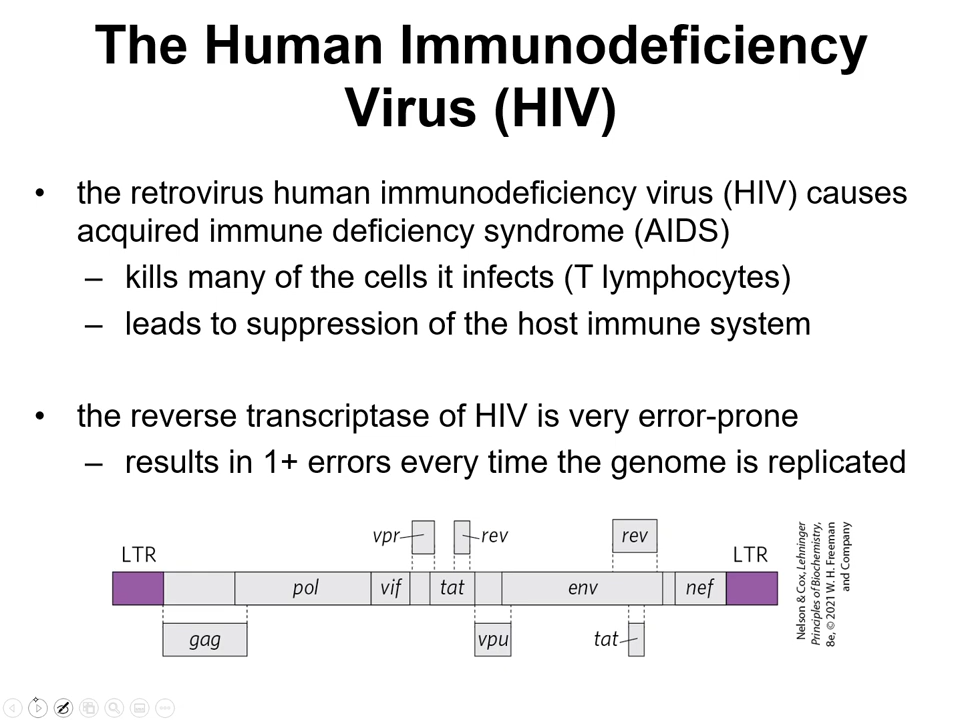 The Human Immunodeficiency
Virus (HIV)
• the retrovirus human immunodeficiency virus (HIV) causes
acquired immune deficiency syndrome (AIDS)
– kills many of the cells it infects (T lymphocytes)
– leads to suppression of the host immune system
• the reverse transcriptase of HIV is very error-prone
– results in 1+ errors every time the genome is replicated
vpr rev rev
LTR LTR
pol vif tat env nef
gag vpu tat
Nelson & Cox, Lehninger
Principles of Biochemistry,
8e, © 2021 W. H. Freeman
and Company